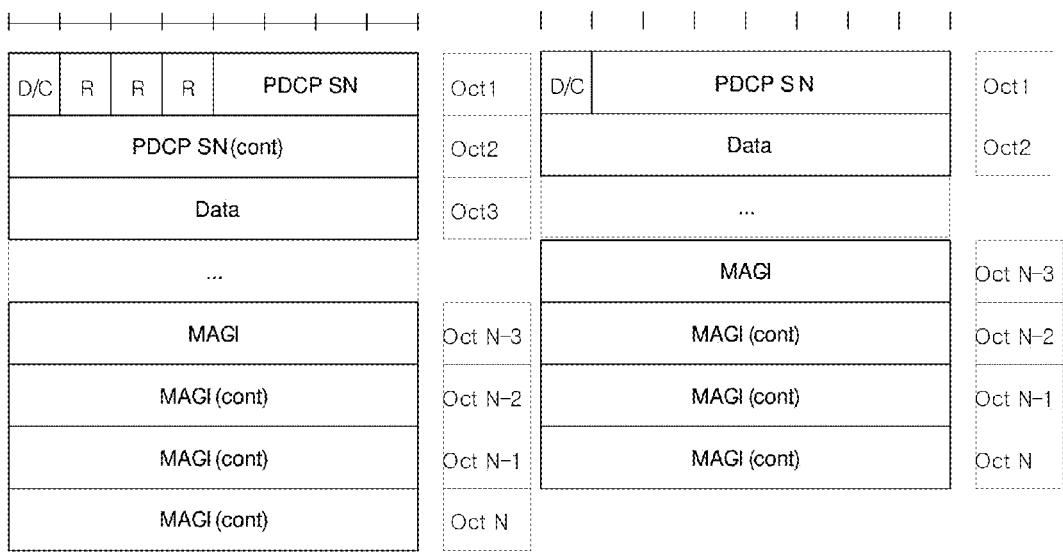 D/C R R R PDCP SN Oct1
PDCP SN (cont) Oct2
Data Oct3
...
MAGI Oct N-3
MAGI (cont) Oct N-2
MAGI (cont) Oct N-1
MAGI (cont) Oct N
D/C PDCP S N Oct1
Data Oct2
...
MAGI Oct N-3
MAGI (cont) Oct N-2
MAGI (cont) Oct N-1
MAGI (cont) Oct N